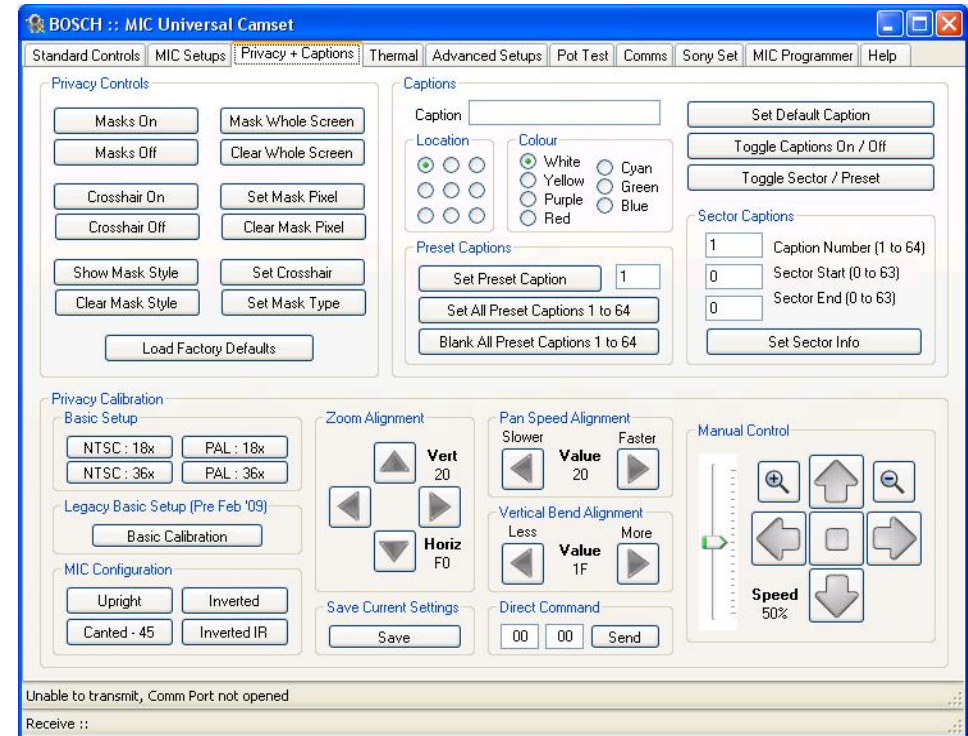 BOSCH :: MIC Universal Camset
Standard Controls MIC Setups Privacy + Captions Thermal Advanced Setups Pot Test Comms Sony Set MIC Programmer Help
Privacy Controls
Masks On Mask Whole Screen
Masks Off Clear Whole Screen
Crosshair On Set Mask Pixel
Crosshair Off Clear Mask Pixel
Show Mask Style Set Crosshair
Clear Mask Style Set Mask Type
Load Factory Defaults
Captions
Caption
Location
Colour
White
Yellow
Purple
Red
Cyan
Green
Blue
Preset Captions
Set Preset Caption 1
Set All Preset Captions 1 to 64
Blank All Preset Captions 1 to 64
Set Default Caption
Toggle Captions On / Off
Toggle Sector / Preset
Sector Captions
1 Caption Number (1 to 64)
0 Sector Start (0 to 63)
0 Sector End (0 to 63)
Set Sector Info
Privacy Calibration
Basic Setup
NTSC : 18x PAL : 18x
NTSC : 36x PAL : 36x
Legacy Basic Setup (Pre Feb '09)
Basic Calibration
MIC Configuration
Upright Inverted
Canted - 45 Inverted IR
Zoom Alignment
Vert
20
Horiz
F0
Save Current Settings
Save
Pan Speed Alignment
Slower Faster
Value
20
Vertical Bend Alignment
Less More
Value
1F
Direct Command
00 00 Send
Manual Control
Speed
50%
Unable to transmit, Comm Port not opened
Receive ::